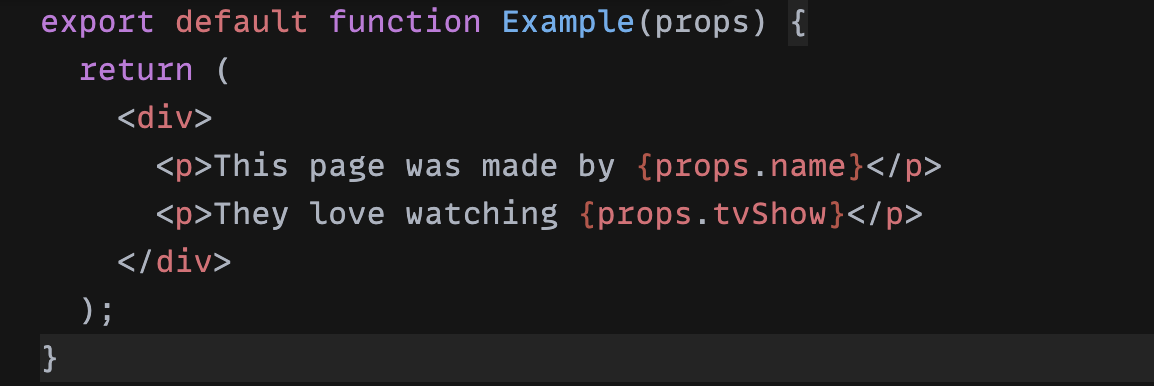 export default function Example(props) {
  return (
    <div>
      <p>This page was made by {props.name}</p>
      <p>They love watching {props.tvShow}</p>
    </div>
  );
}